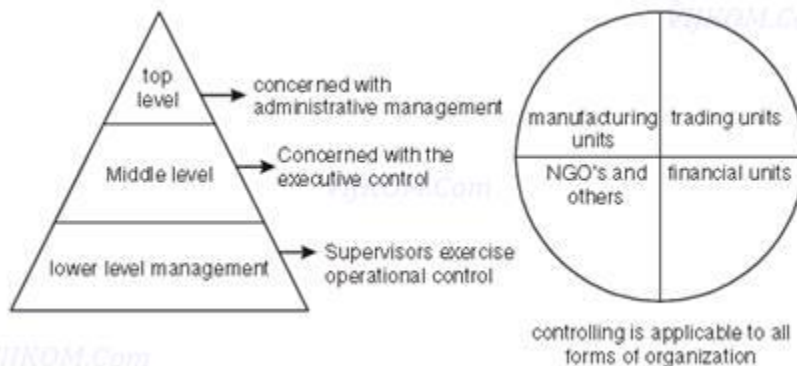 top
level
concerned with
administrative management
Middle level
Concerned with the
executive control
lower level management
Supervisors exercise
operational control
manufacturing
units
trading units
NGO's and
others
financial units
controlling is applicable to all
forms of organization